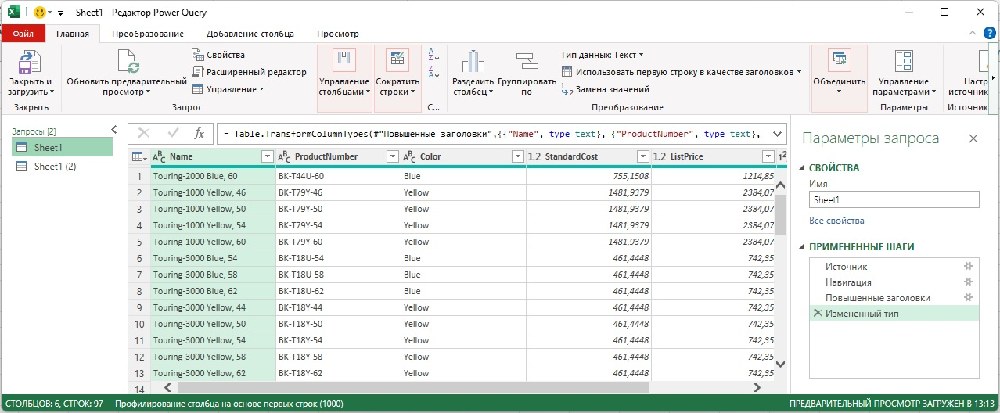 Sheet1 - Редактор Power Query
Файл Главная Преобразование Добавление столбца Просмотр
Закрыть и загрузить
Закрыть
Обновить предварительный просмотр
Свойства
Расширенный редактор
Управление
Запрос
Управление столбцами
Сократить строки
С...
Разделить столбец
Группировать по
Тип данных: Текст
Использовать первую строку в качестве заголовков
Замена значений
Преобразование
Объединить
Управление параметрами
Параметры
Настр
источник
Источник
Запросы [2]
Sheet1
Sheet1 (2)
= Table.TransformColumnTypes(#"Повышенные заголовки",{{"Name", type text}, {"ProductNumber", type text},
Name ProductNumber Color 1.2 StandardCost 1.2 ListPrice
1 Touring-2000 Blue, 60 BK-T44U-60 Blue 755,1508 1214,85
2 Touring-1000 Yellow, 46 BK-T79Y-46 Yellow 1481,9379 2384,07
3 Touring-1000 Yellow, 50 BK-T79Y-50 Yellow 1481,9379 2384,07
4 Touring-1000 Yellow, 54 BK-T79Y-54 Yellow 1481,9379 2384,07
5 Touring-1000 Yellow, 60 BK-T79Y-60 Yellow 1481,9379 2384,07
6 Touring-3000 Blue, 54 BK-T18U-54 Blue 461,4448 742,35
7 Touring-3000 Blue, 58 BK-T18U-58 Blue 461,4448 742,35
8 Touring-3000 Blue, 62 BK-T18U-62 Blue 461,4448 742,35
9 Touring-3000 Yellow, 44 BK-T18Y-44 Yellow 461,4448 742,35
10 Touring-3000 Yellow, 50 BK-T18Y-50 Yellow 461,4448 742,35
11 Touring-3000 Yellow, 54 BK-T18Y-54 Yellow 461,4448 742,35
12 Touring-3000 Yellow, 58 BK-T18Y-58 Yellow 461,4448 742,35
13 Touring-3000 Yellow, 62 BK-T18Y-62 Yellow 461,4448 742,35
14
Параметры запроса
СВОЙСТВА
Имя
Sheet1
Все свойства
ПРИМЕНЕННЫЕ ШАГИ
Источник
Навигация
Повышенные заголовки
Измененный тип
СТОЛБЦОВ: 6, СТРОК: 97 Профилирование столбца на основе первых строк (1000) ПРЕДВАРИТЕЛЬНЫЙ ПРОСМОТР ЗАГРУЖЕН В 13:13